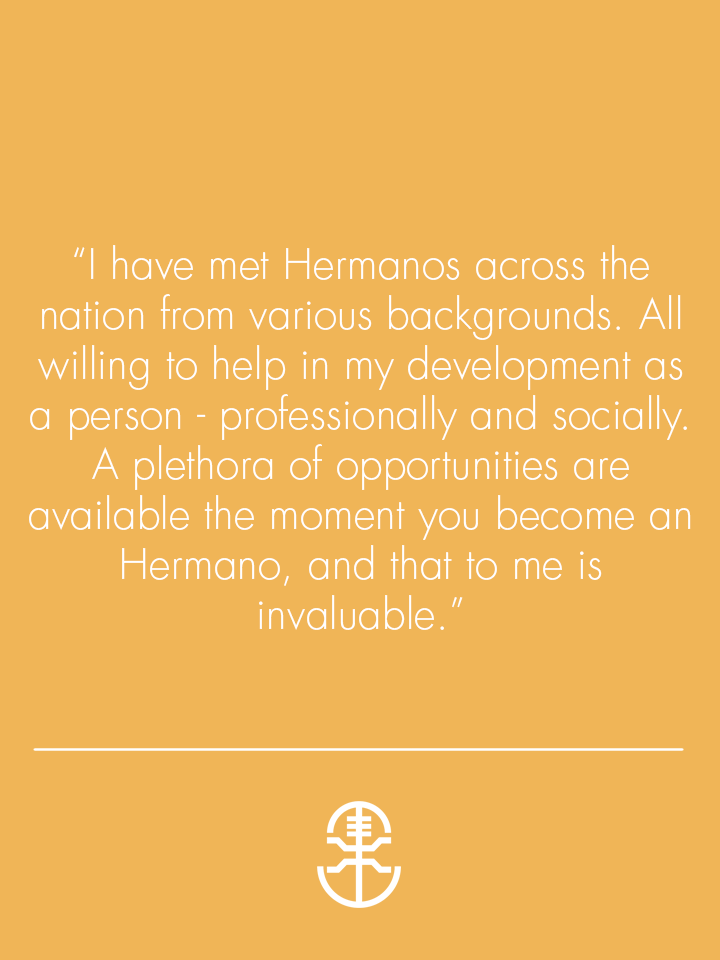 “I have met Hermanos across the
nation from various backgrounds. All
willing to help in my development as
a person - professionally and socially.
A plethora of opportunities are
available the moment you become an
Hermano, and that to me is
invaluable.”